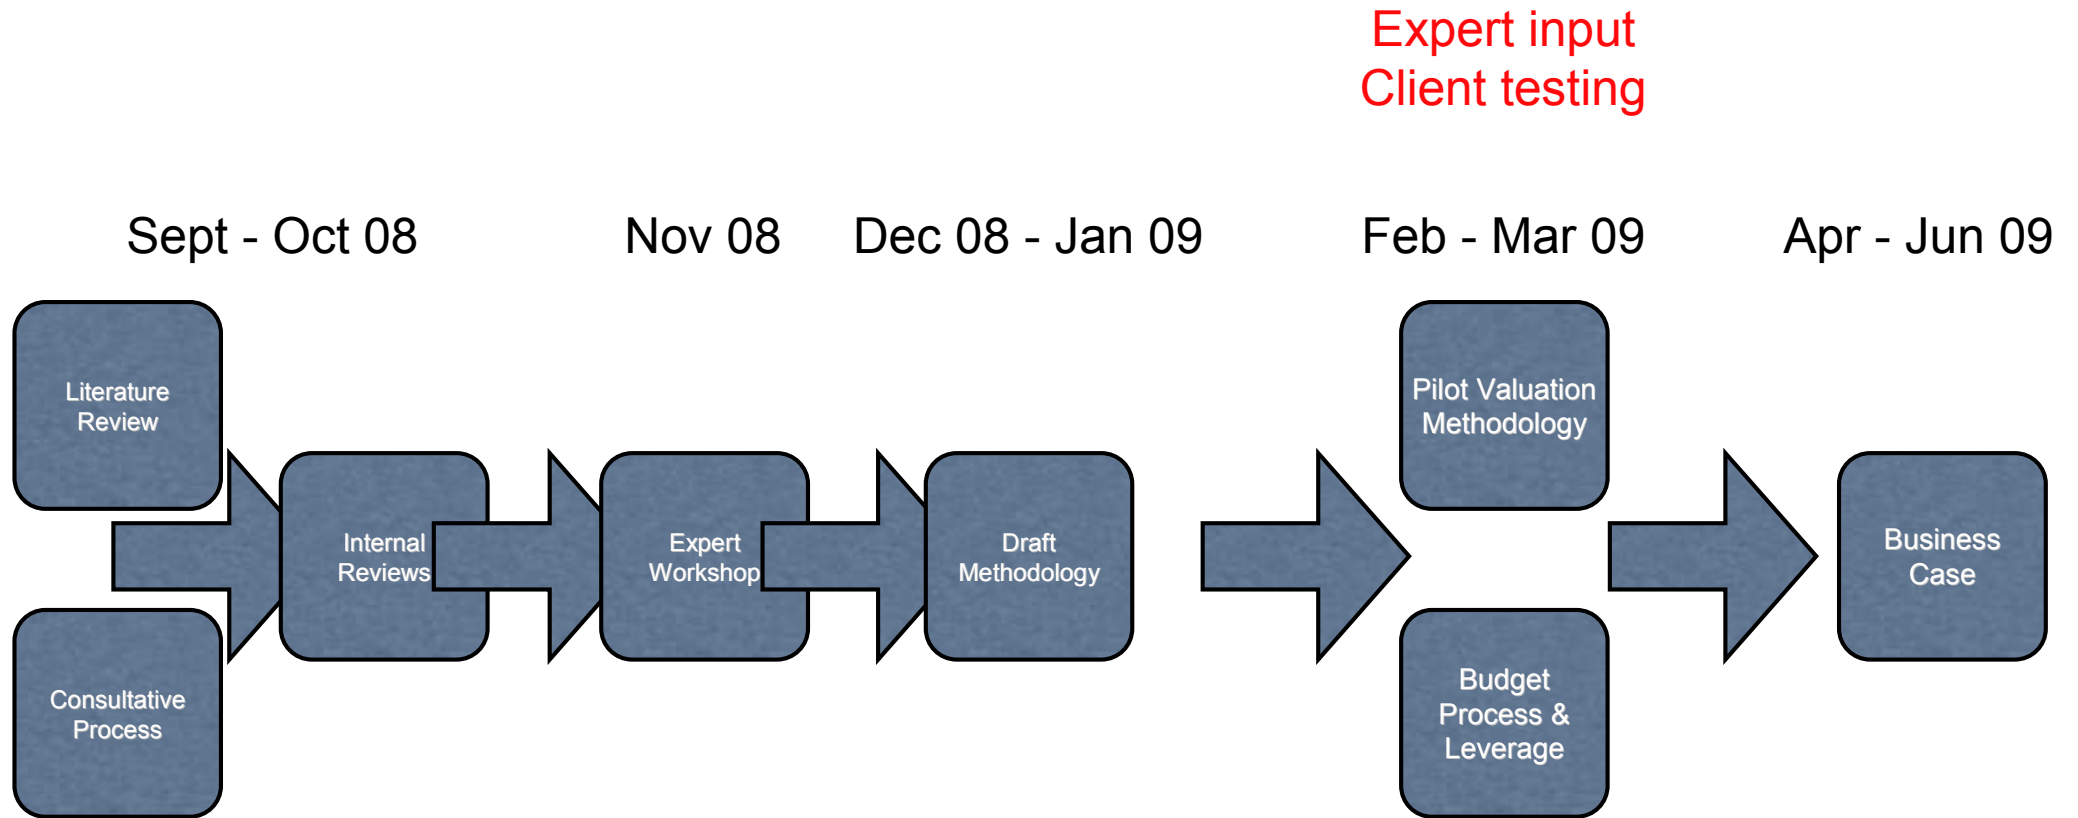 Expert input
Client testing
Sept - Oct 08
Nov 08
Dec 08 - Jan 09
Feb - Mar 09
Apr - Jun 09
Literature
Review
Consultative
Process
Internal
Reviews
Expert
Workshop
Draft
Methodology
Pilot Valuation
Methodology
Budget
Process &
Leverage
Business
Case